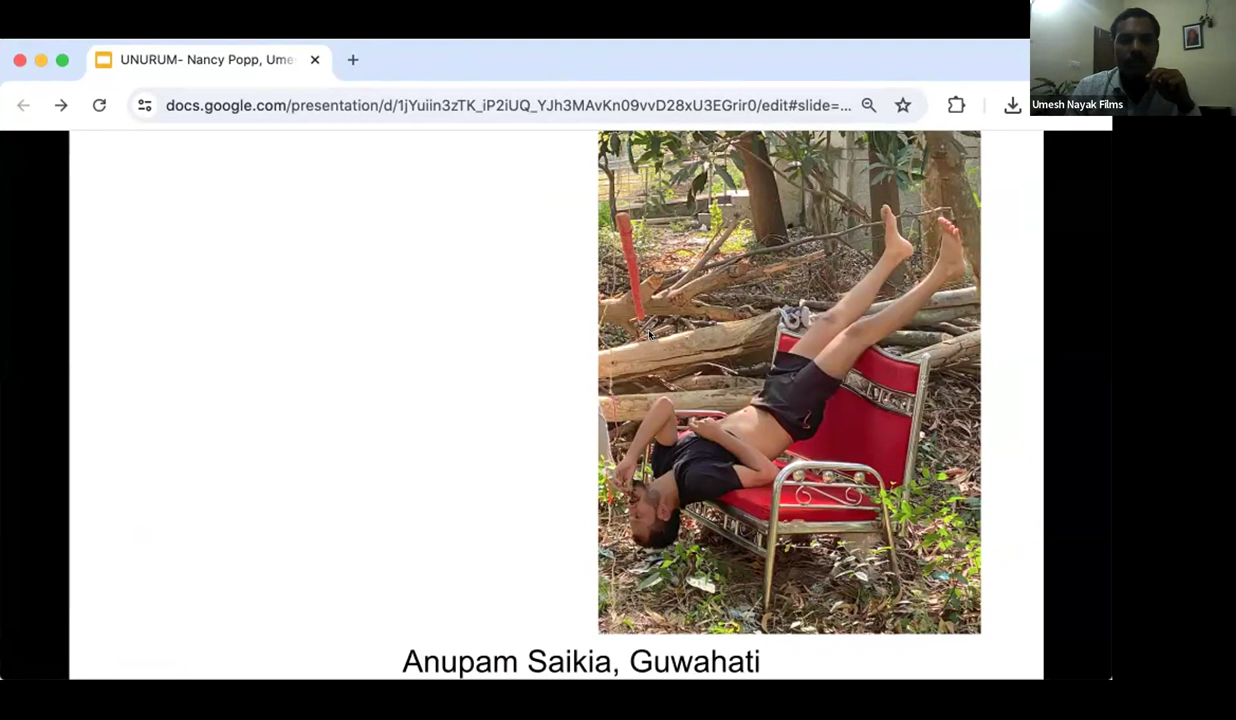 UNURUM- Nancy Popp, Ume
docs.google.com/presentation/d/1jYuiin3zTK_iP2iUQ_YJh3MAvKn09vvD28xU3EGrir0/edit#slide=...
Umesh Nayak Films
Anupam Saikia, Guwahati